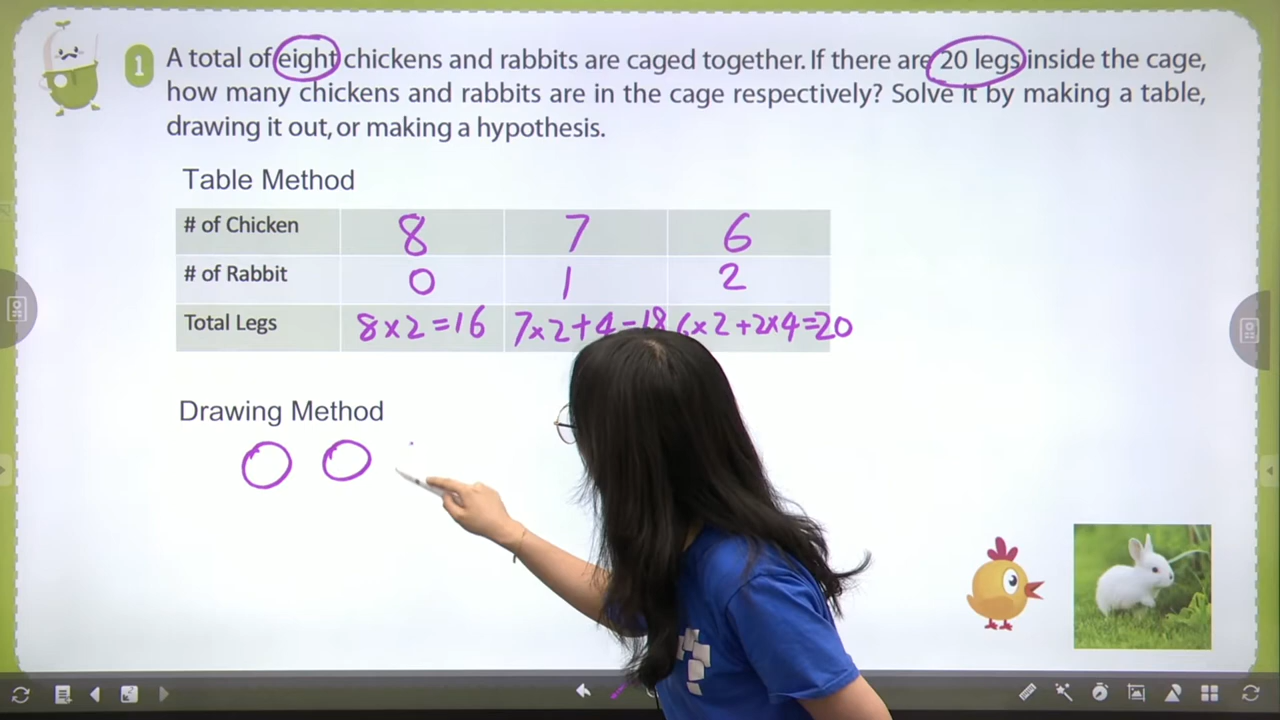 1 A total of eight chickens and rabbits are caged together. If there are 20 legs inside the cage,
how many chickens and rabbits are in the cage respectively? Solve it by making a table,
drawing it out, or making a hypothesis.
Table Method
# of Chicken 8 7 6
# of Rabbit 0 1 2
Total Legs 8×2=16 7×2+4=18 6×2+2×4=20
Drawing Method